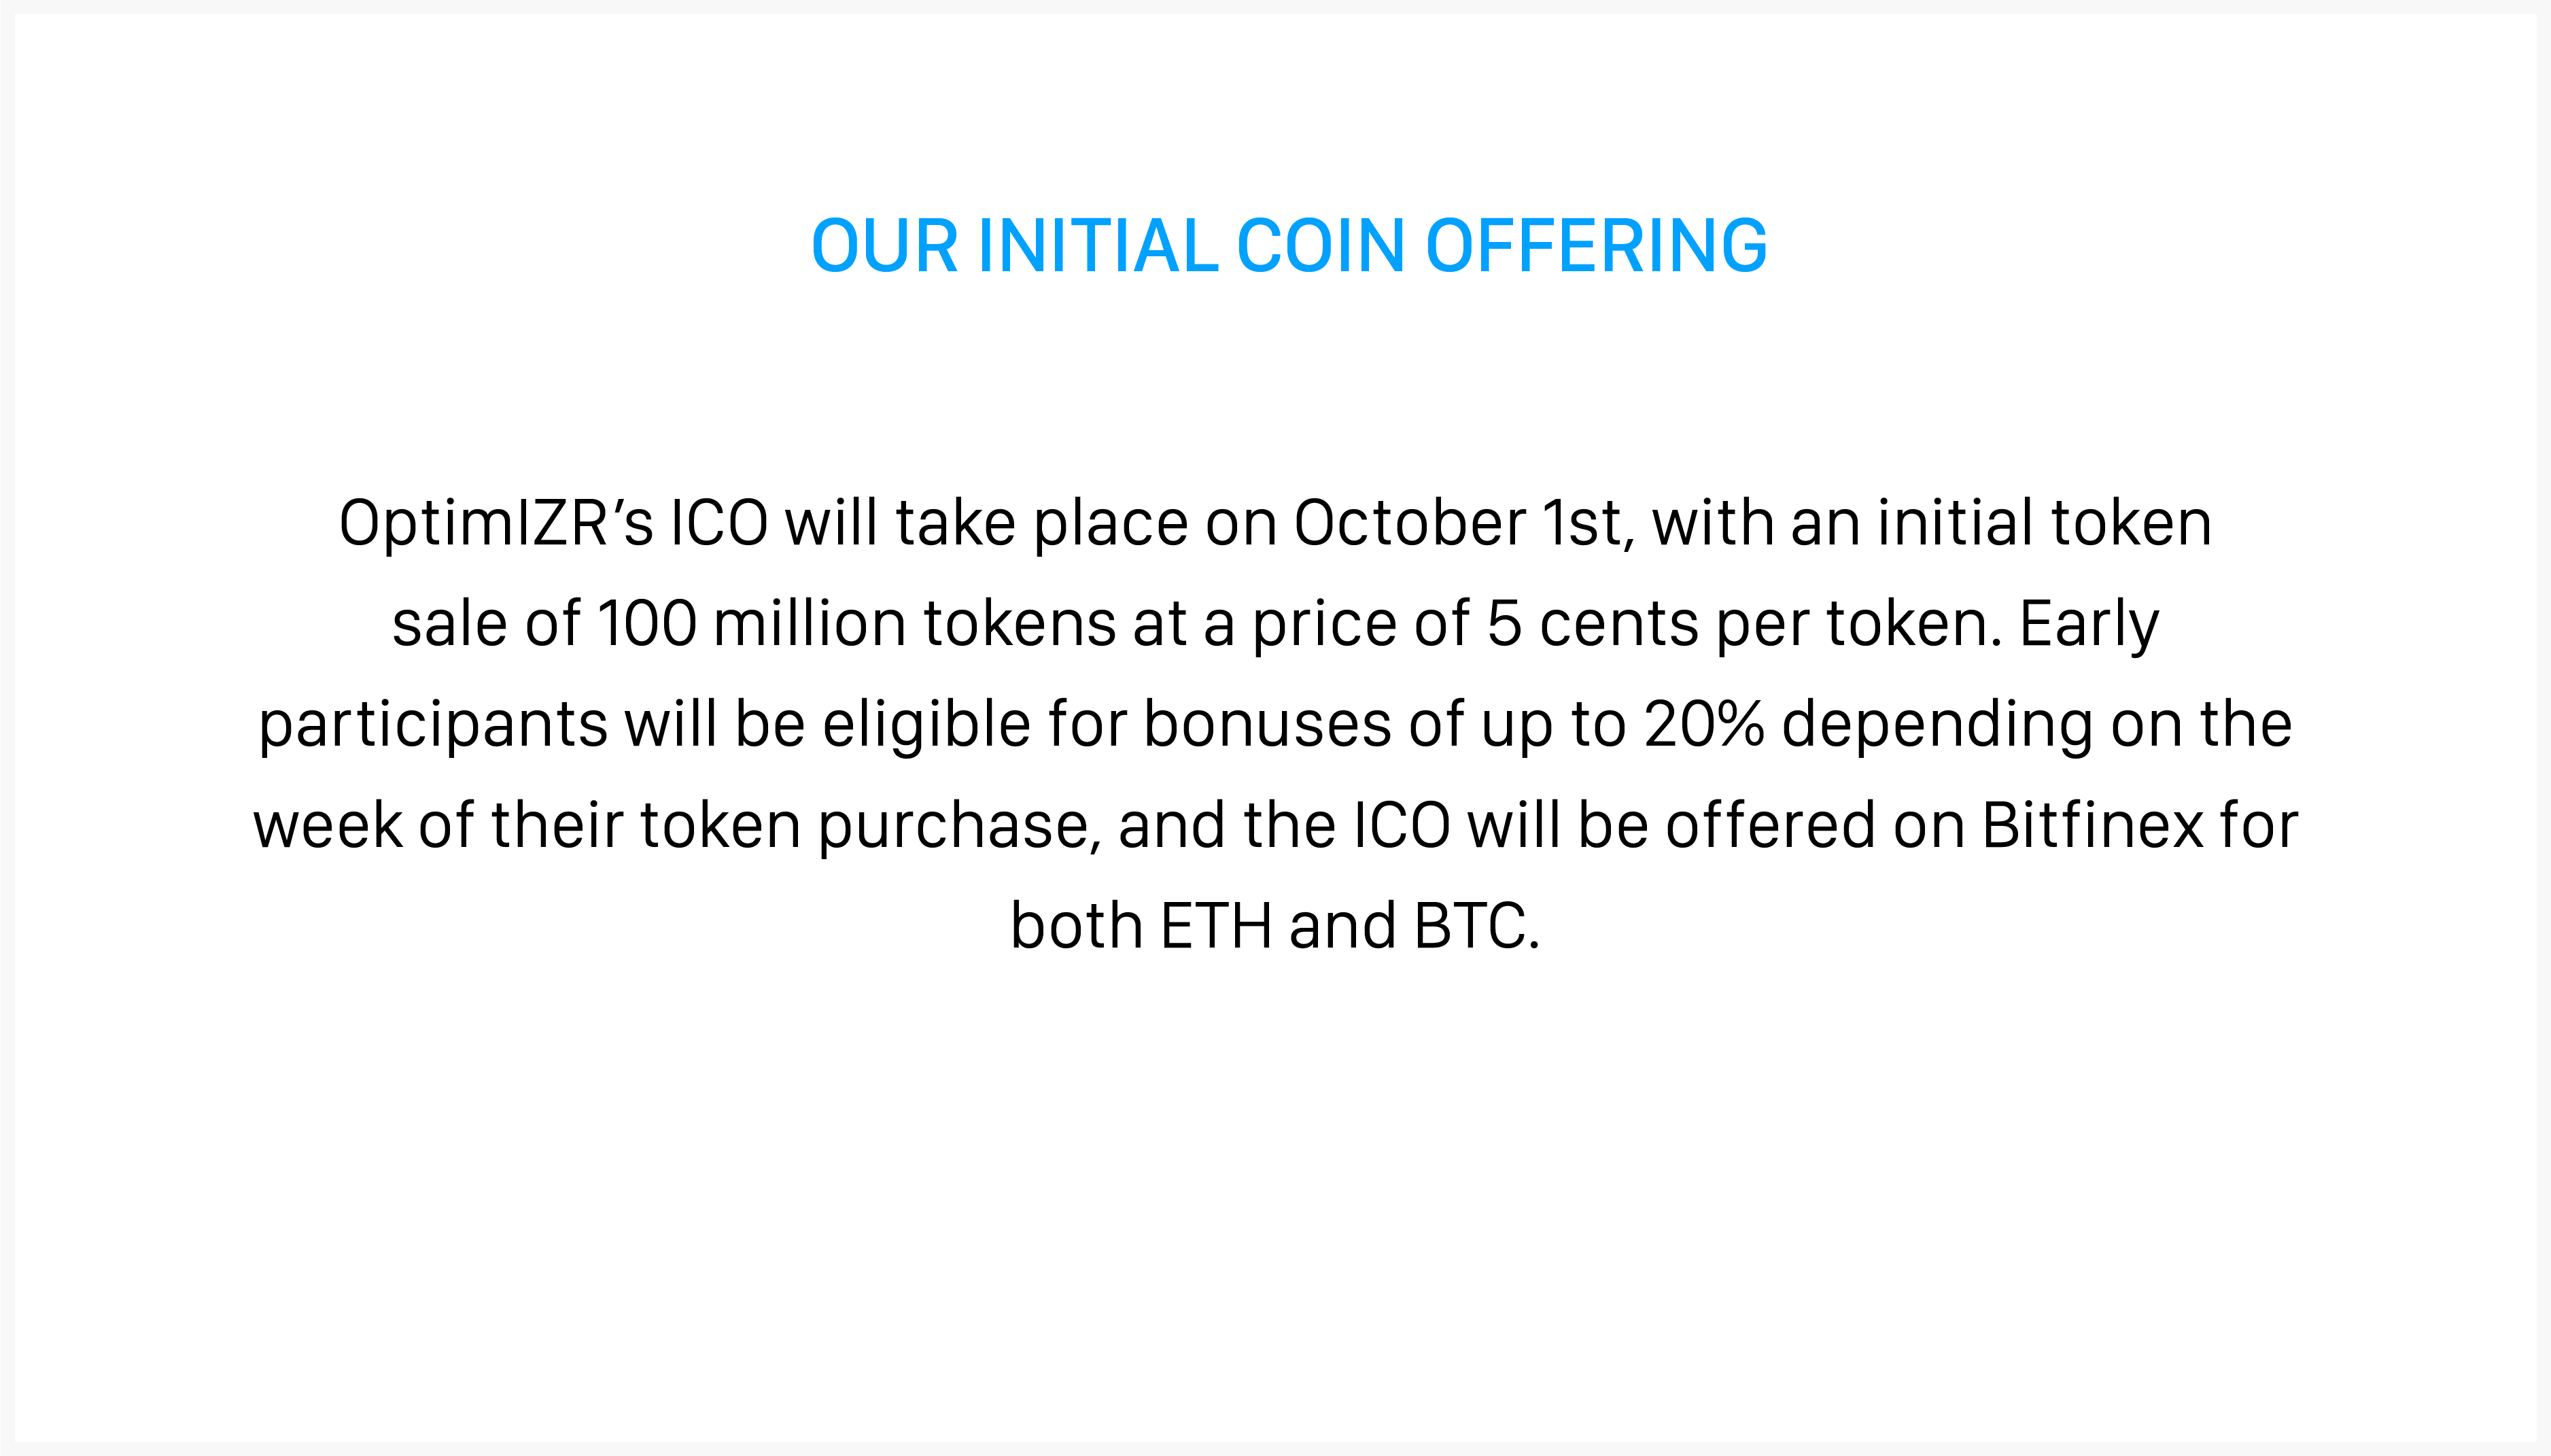 OUR INITIAL COIN OFFERING
OptimIZR’s ICO will take place on October 1st, with an initial token
sale of 100 million tokens at a price of 5 cents per token. Early
participants will be eligible for bonuses of up to 20% depending on the
week of their token purchase, and the ICO will be offered on Bitfinex for
both ETH and BTC.